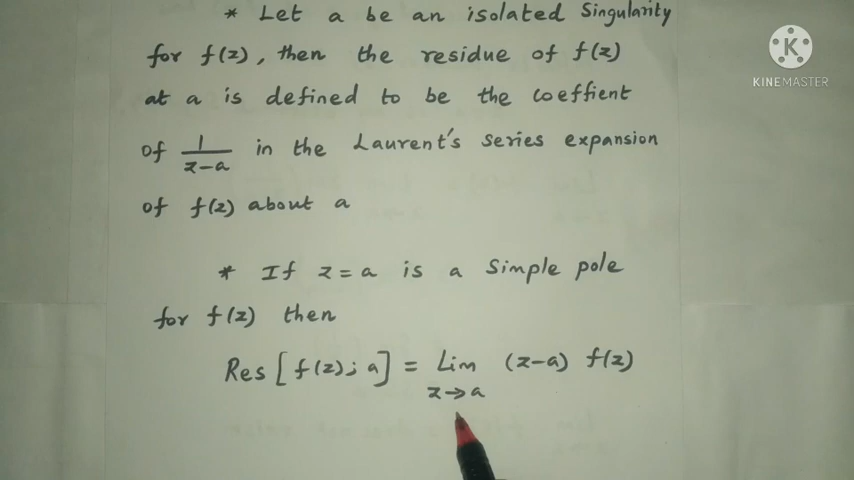 * Let a be an isolated Singularity
for f(z), then the residue of f(z)
at a is defined to be the coeffient
of 1/(z-a) in the Laurent's series expansion
of f(z) about a
* If z = a is a Simple pole
for f(z) then
Res [f(z); a] = Lim z→a (z-a) f(z)
K
KINEMASTER